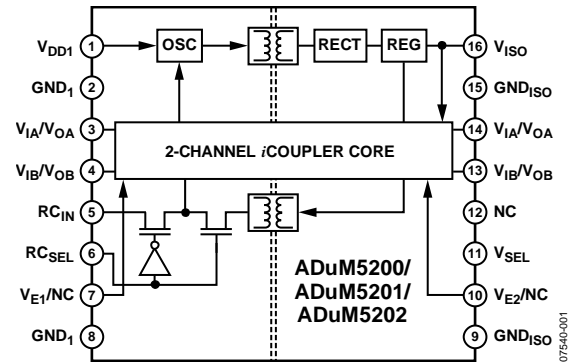 V_DD1 1 OSC RECT REG 16 V_ISO
GND_1 2 15 GND_ISO
V_IA/V_OA 3 14 V_IA/V_OA
2-CHANNEL iCOUPLER CORE
V_IB/V_OB 4 13 V_IB/V_OB
RC_IN 5 12 NC
RC_SEL 6 11 V_SEL
ADuM5200/
ADuM5201/
ADuM5202
V_E1/NC 7 10 V_E2/NC
GND_1 8 9 GND_ISO
07540-001